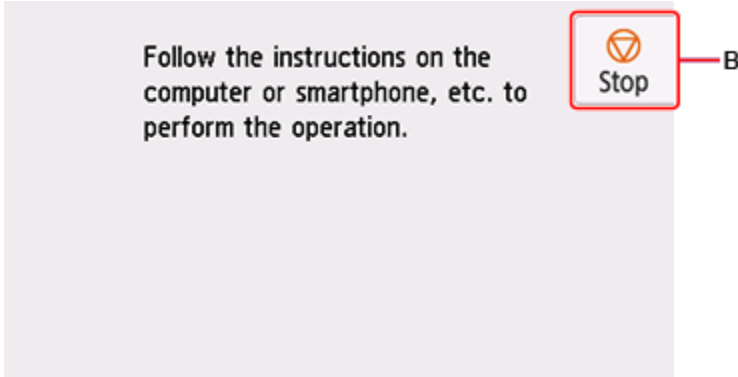 Follow the instructions on the
computer or smartphone, etc. to
perform the operation.
Stop
B